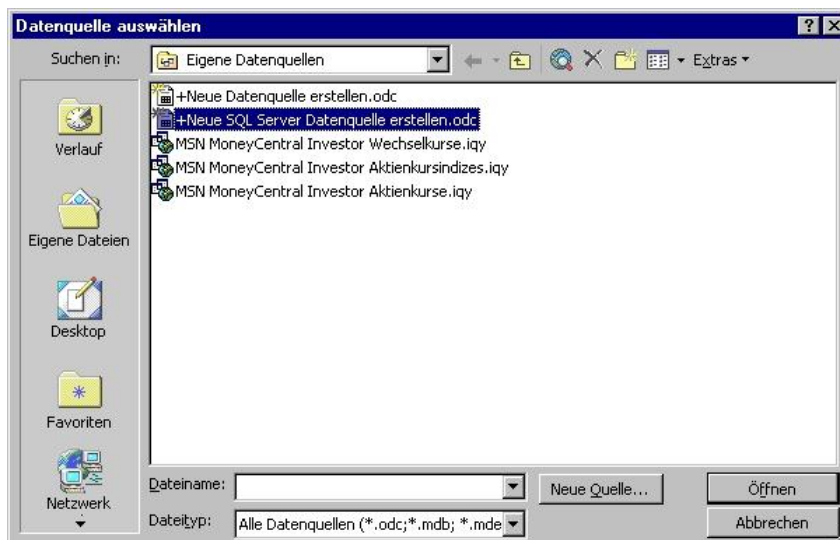 Datenquelle auswählen
Suchen in: Eigene Datenquellen Extras
Verlauf
Eigene Dateien
Desktop
Favoriten
Netzwerk
+Neue Datenquelle erstellen.odc
+Neue SQL Server Datenquelle erstellen.odc
MSN MoneyCentral Investor Wechselkurse.iqy
MSN MoneyCentral Investor Aktienkursindizes.iqy
MSN MoneyCentral Investor Aktienkurse.iqy
Dateiname: Neue Quelle... Öffnen
Dateityp: Alle Datenquellen (*.odc;*.mdb; *.mde Abbrechen